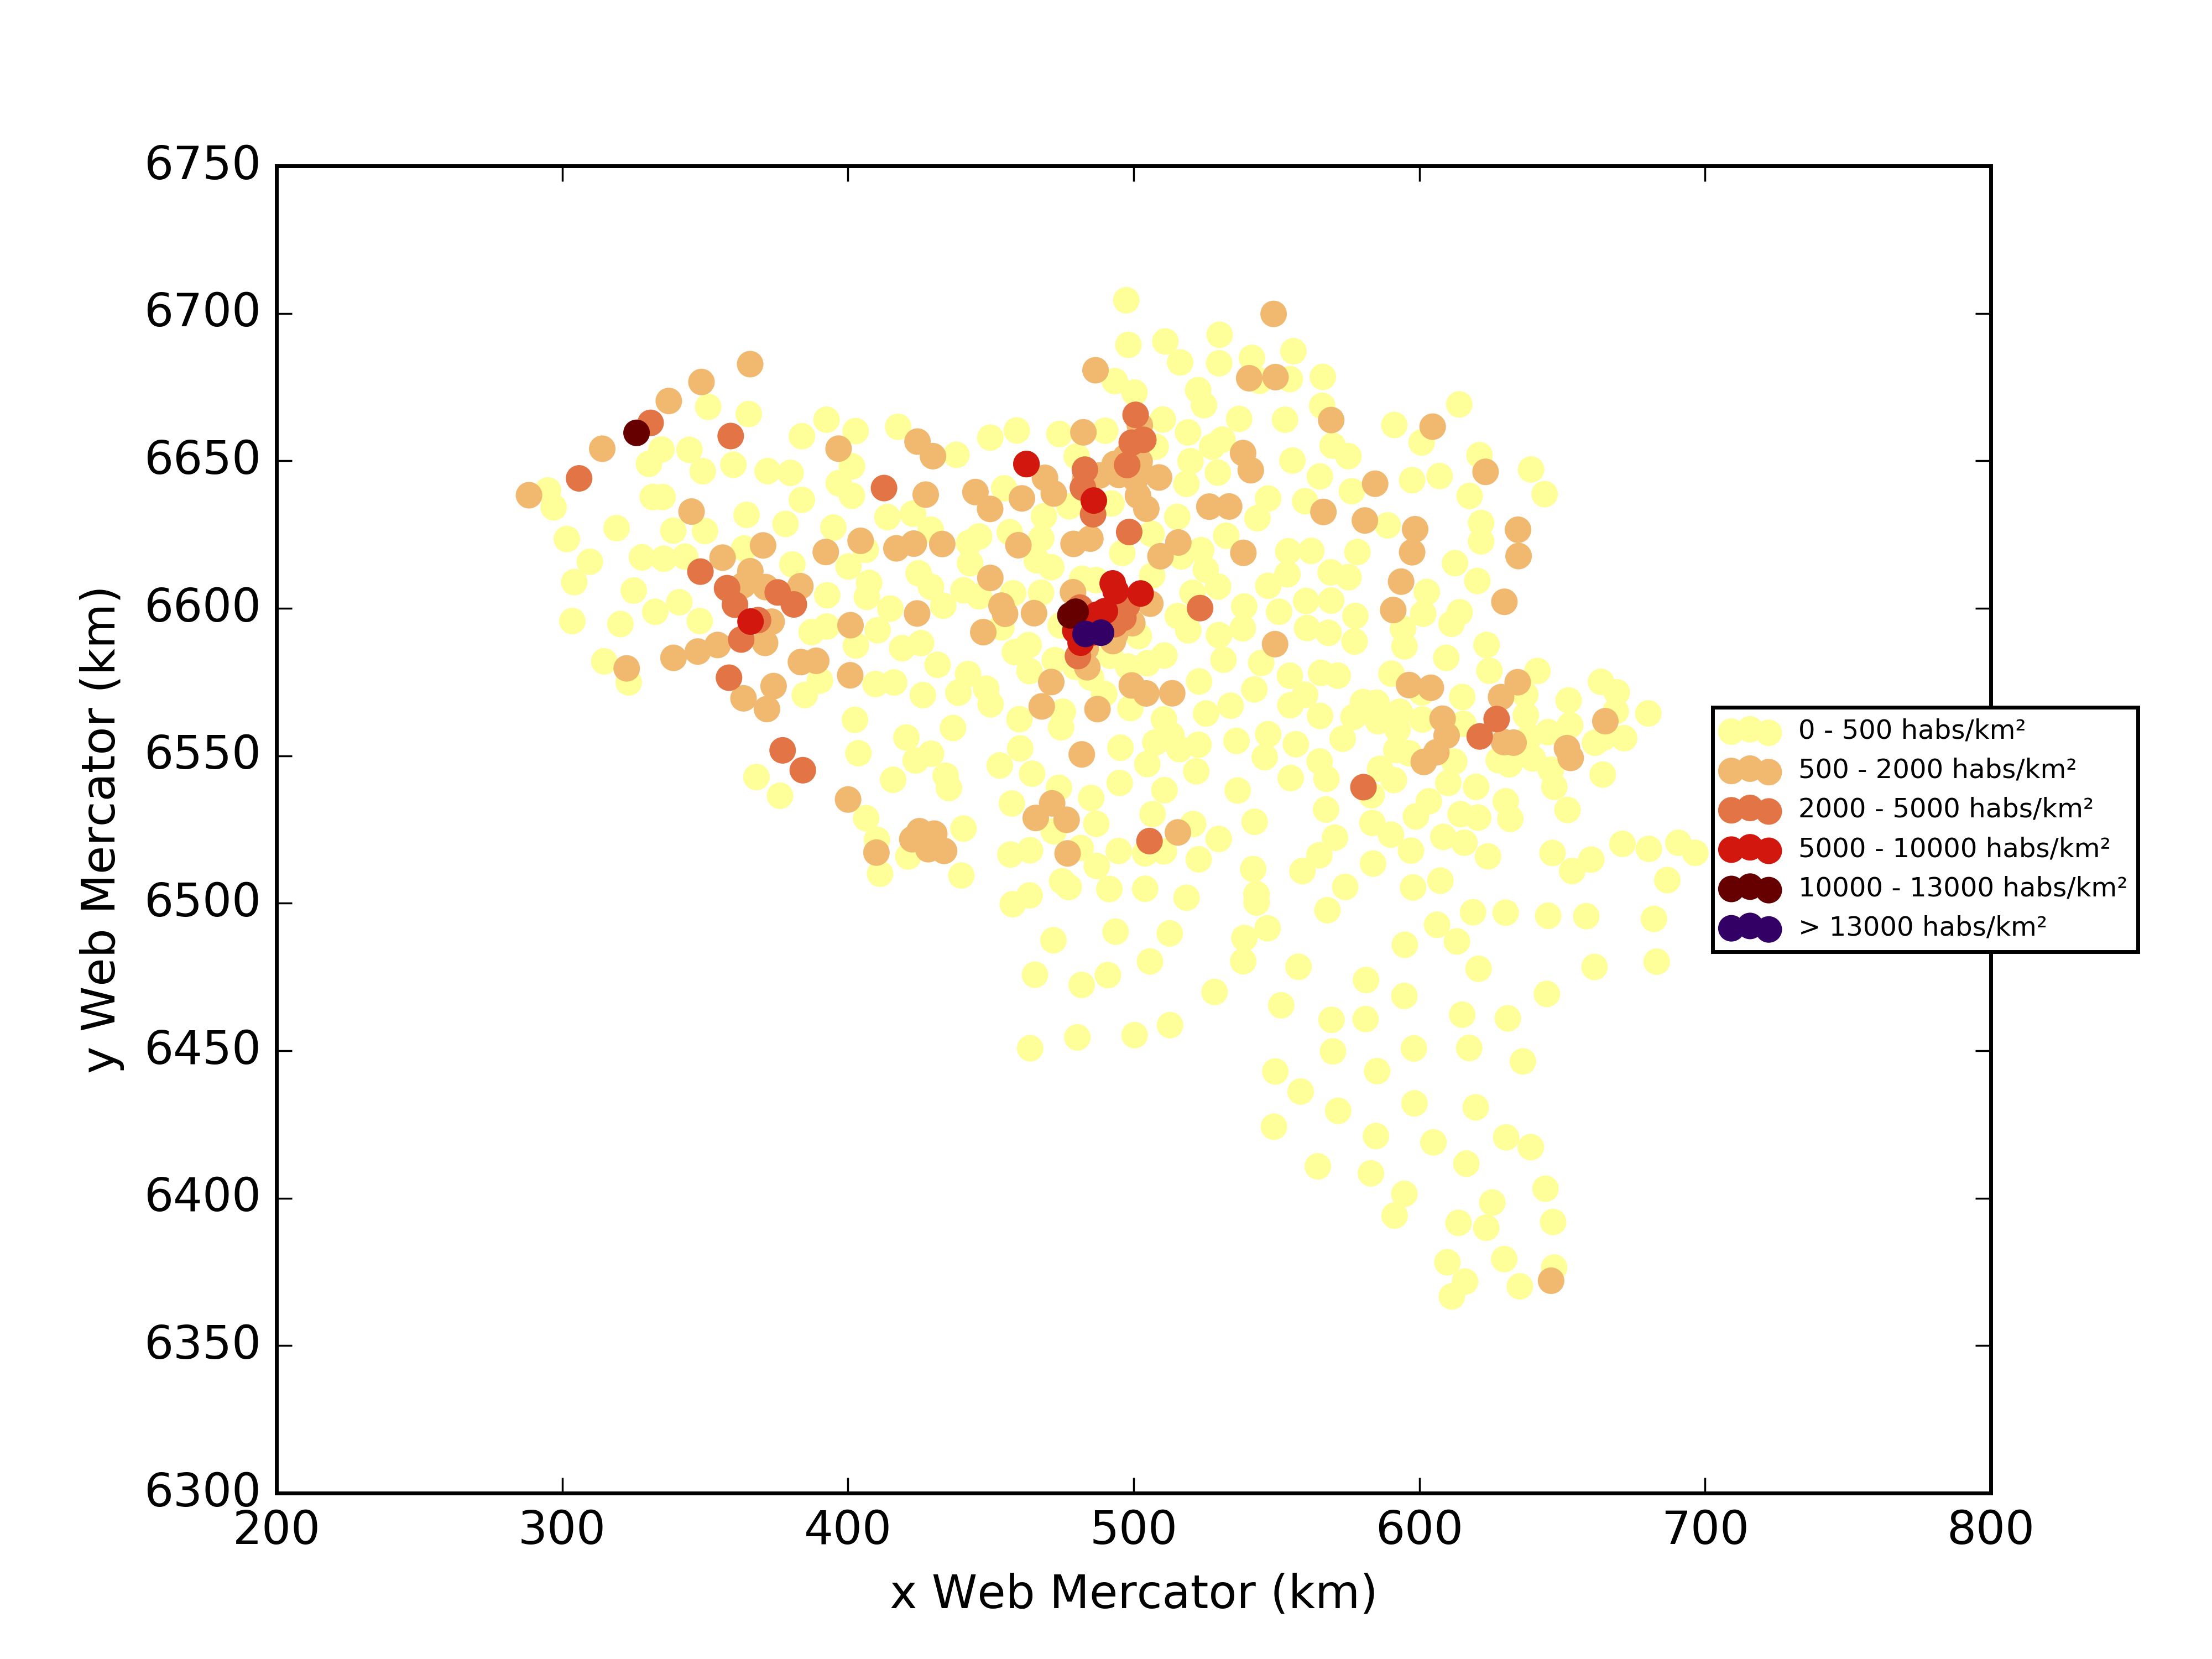 6750
6700
6650
6600
6550
6500
6450
6400
6350
6300
y Web Mercator (km)
0 - 500 habs/km²
500 - 2000 habs/km²
2000 - 5000 habs/km²
5000 - 10000 habs/km²
10000 - 13000 habs/km²
> 13000 habs/km²
200 300 400 500 600 700 800
x Web Mercator (km)